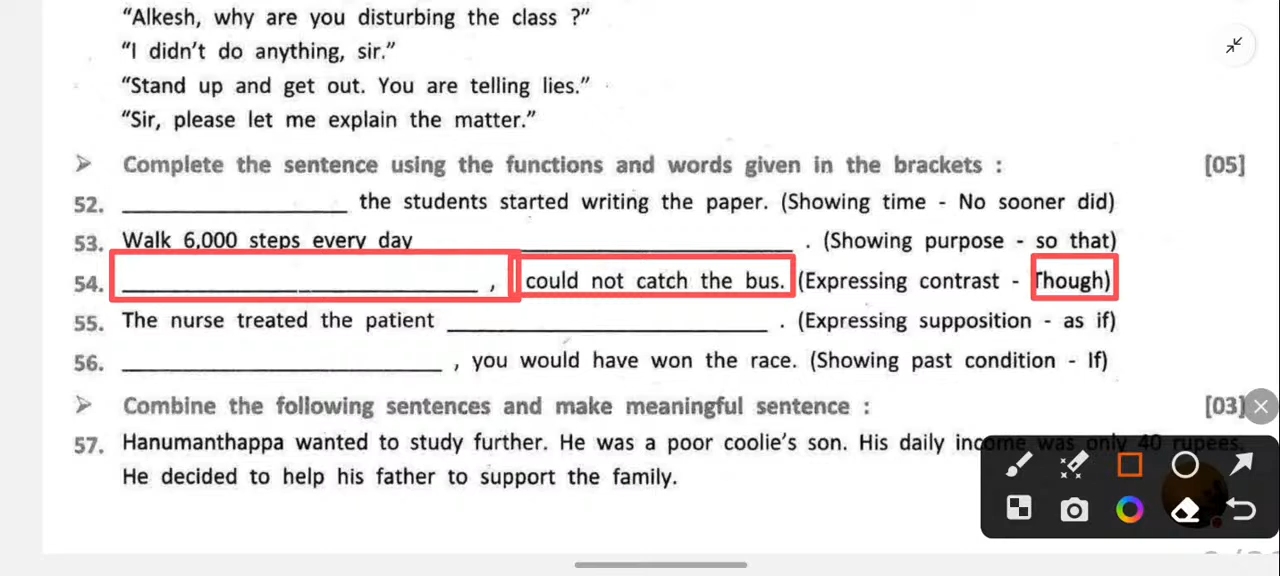 “Alkesh, why are you disturbing the class ?”
“I didn’t do anything, sir.”
“Stand up and get out. You are telling lies.”
“Sir, please let me explain the matter.”
➢ Complete the sentence using the functions and words given in the brackets : [05]
52. ____________________ the students started writing the paper. (Showing time - No sooner did)
53. Walk 6,000 steps every day ________________________ . (Showing purpose - so that)
54. ________________________________ , could not catch the bus. (Expressing contrast - Though)
55. The nurse treated the patient _____________________________ . (Expressing supposition - as if)
56. _____________________________ , you would have won the race. (Showing past condition - If)
➢ Combine the following sentences and make meaningful sentence : [03]
57. Hanumanthappa wanted to study further. He was a poor coolie’s son. His daily income was only 40 rupees.
He decided to help his father to support the family.